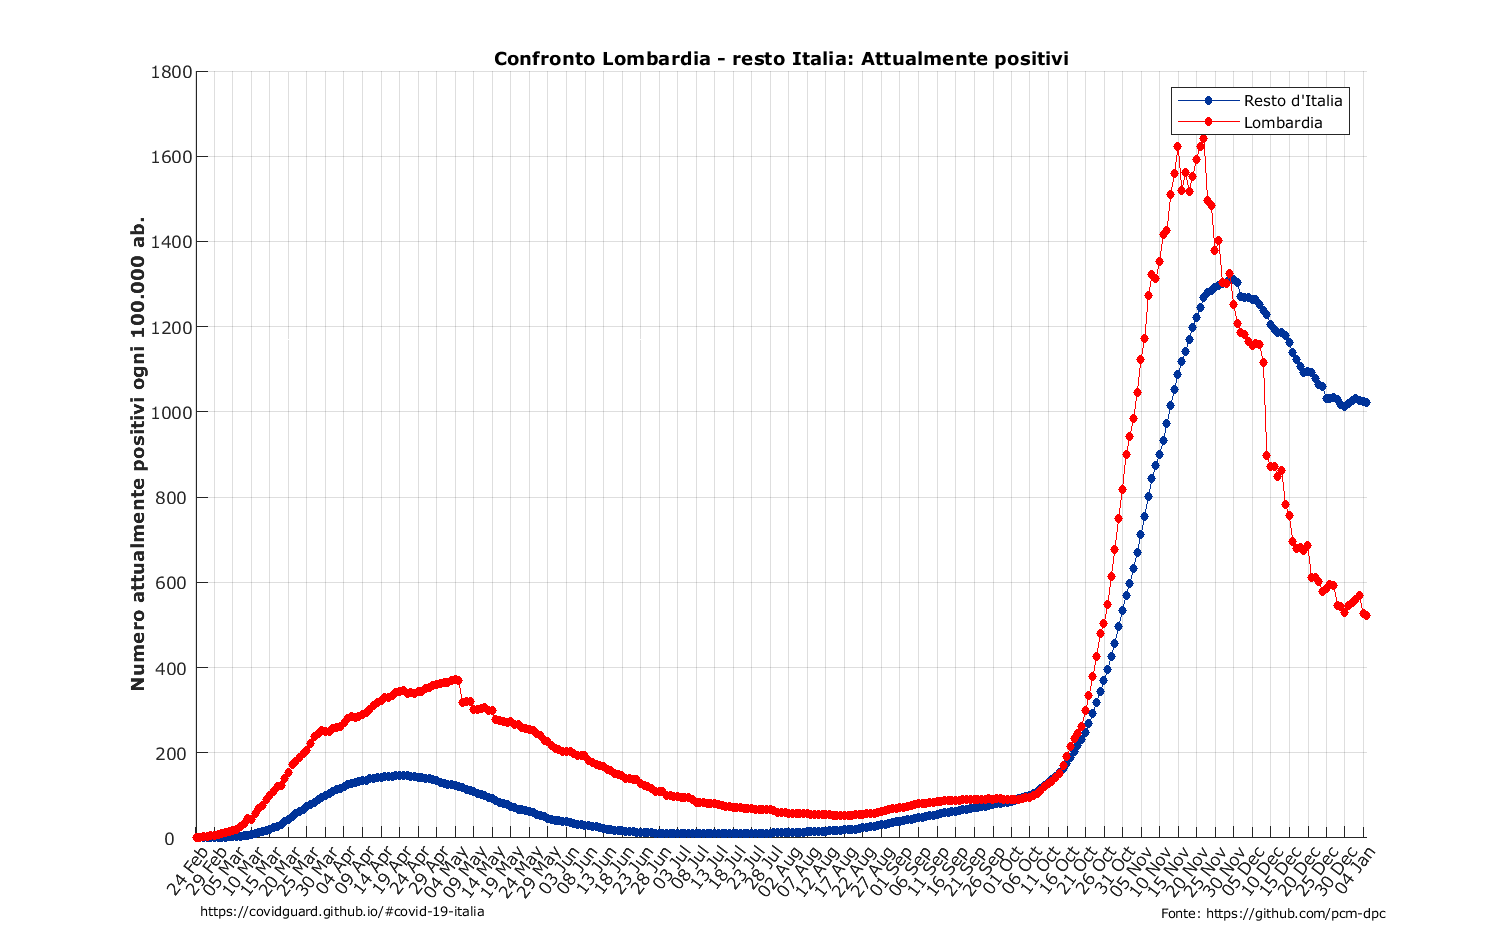 Confronto Lombardia - resto Italia: Attualmente positivi
Numero attualmente positivi ogni 100.000 ab.
1800
1600
1400
1200
1000
800
600
400
200
0
Resto d'Italia
Lombardia
24 Feb
29 Feb
05 Mar
10 Mar
15 Mar
20 Mar
25 Mar
30 Mar
04 Apr
09 Apr
14 Apr
19 Apr
24 Apr
29 Apr
04 May
09 May
14 May
19 May
24 May
29 May
03 Jun
08 Jun
13 Jun
18 Jun
23 Jun
28 Jun
03 Jul
08 Jul
13 Jul
18 Jul
23 Jul
28 Jul
02 Aug
07 Aug
12 Aug
17 Aug
22 Aug
27 Aug
01 Sep
06 Sep
11 Sep
16 Sep
21 Sep
26 Sep
01 Oct
06 Oct
11 Oct
16 Oct
21 Oct
26 Oct
31 Oct
05 Nov
10 Nov
15 Nov
20 Nov
25 Nov
30 Nov
05 Dec
10 Dec
15 Dec
20 Dec
25 Dec
30 Dec
04 Jan
https://covidguard.github.io/#covid-19-italia
Fonte: https://github.com/pcm-dpc